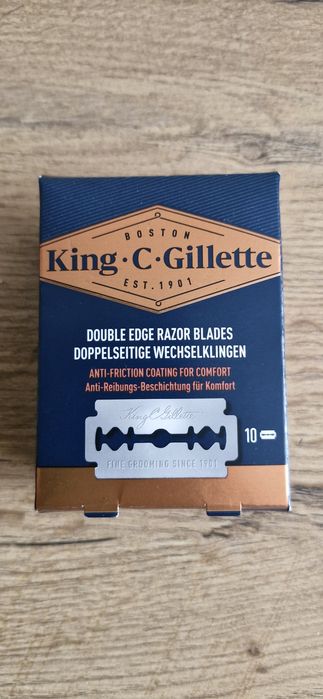 BOSTON
King·C·Gillette
EST. 1901
DOUBLE EDGE RAZOR BLADES
DOPPELSEITIGE WECHSELKLINGEN
ANTI-FRICTION COATING FOR COMFORT
Anti-Reibungs-Beschichtung für Komfort
King C Gillette
10
FINE GROOMING SINCE 1901